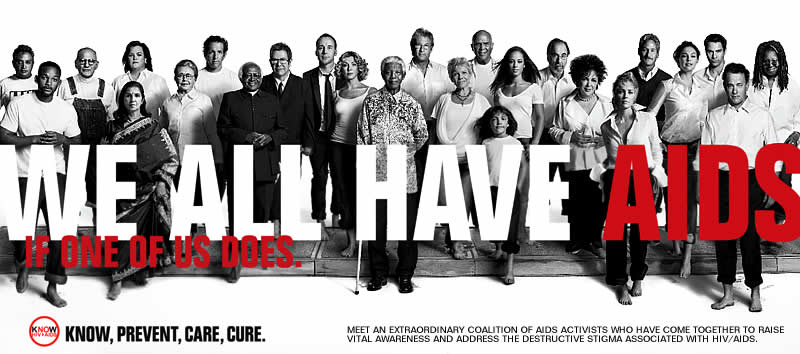 WE ALL HAVE AIDS
IF ONE OF US DOES.
KNOW
HIV+AIDS
KNOW, PREVENT, CARE, CURE.
MEET AN EXTRAORDINARY COALITION OF AIDS ACTIVISTS WHO HAVE COME TOGETHER TO RAISE
VITAL AWARENESS AND ADDRESS THE DESTRUCTIVE STIGMA ASSOCIATED WITH HIV/AIDS.